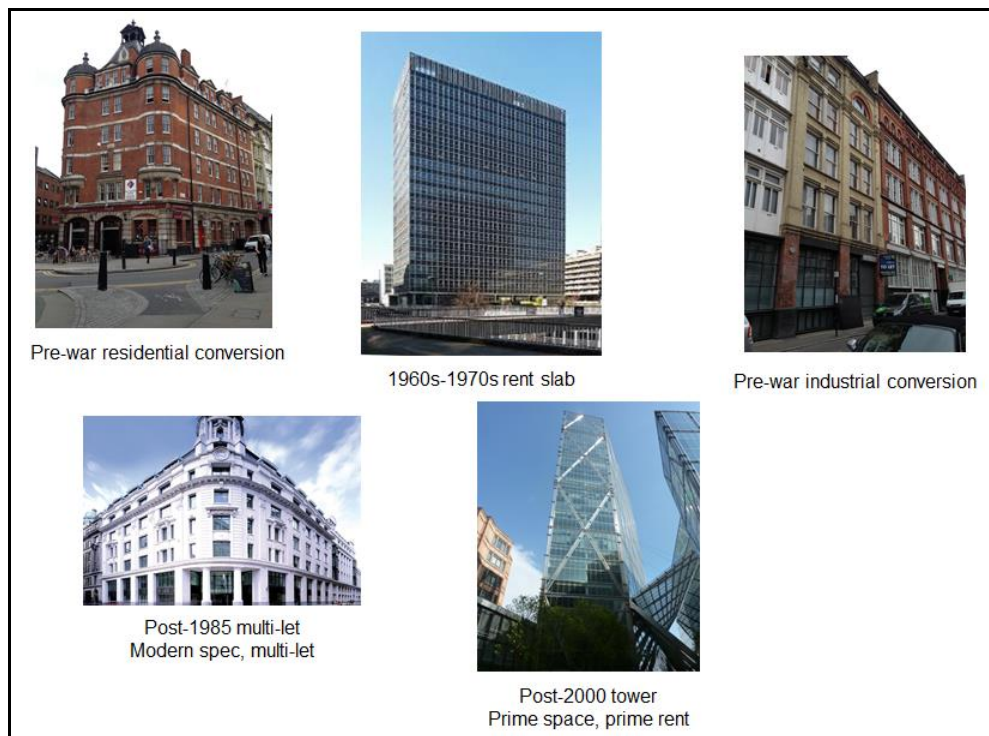 Pre-war residential conversion
1960s-1970s rent slab
Pre-war industrial conversion
Post-1985 multi-let
Modern spec, multi-let
Post-2000 tower
Prime space, prime rent